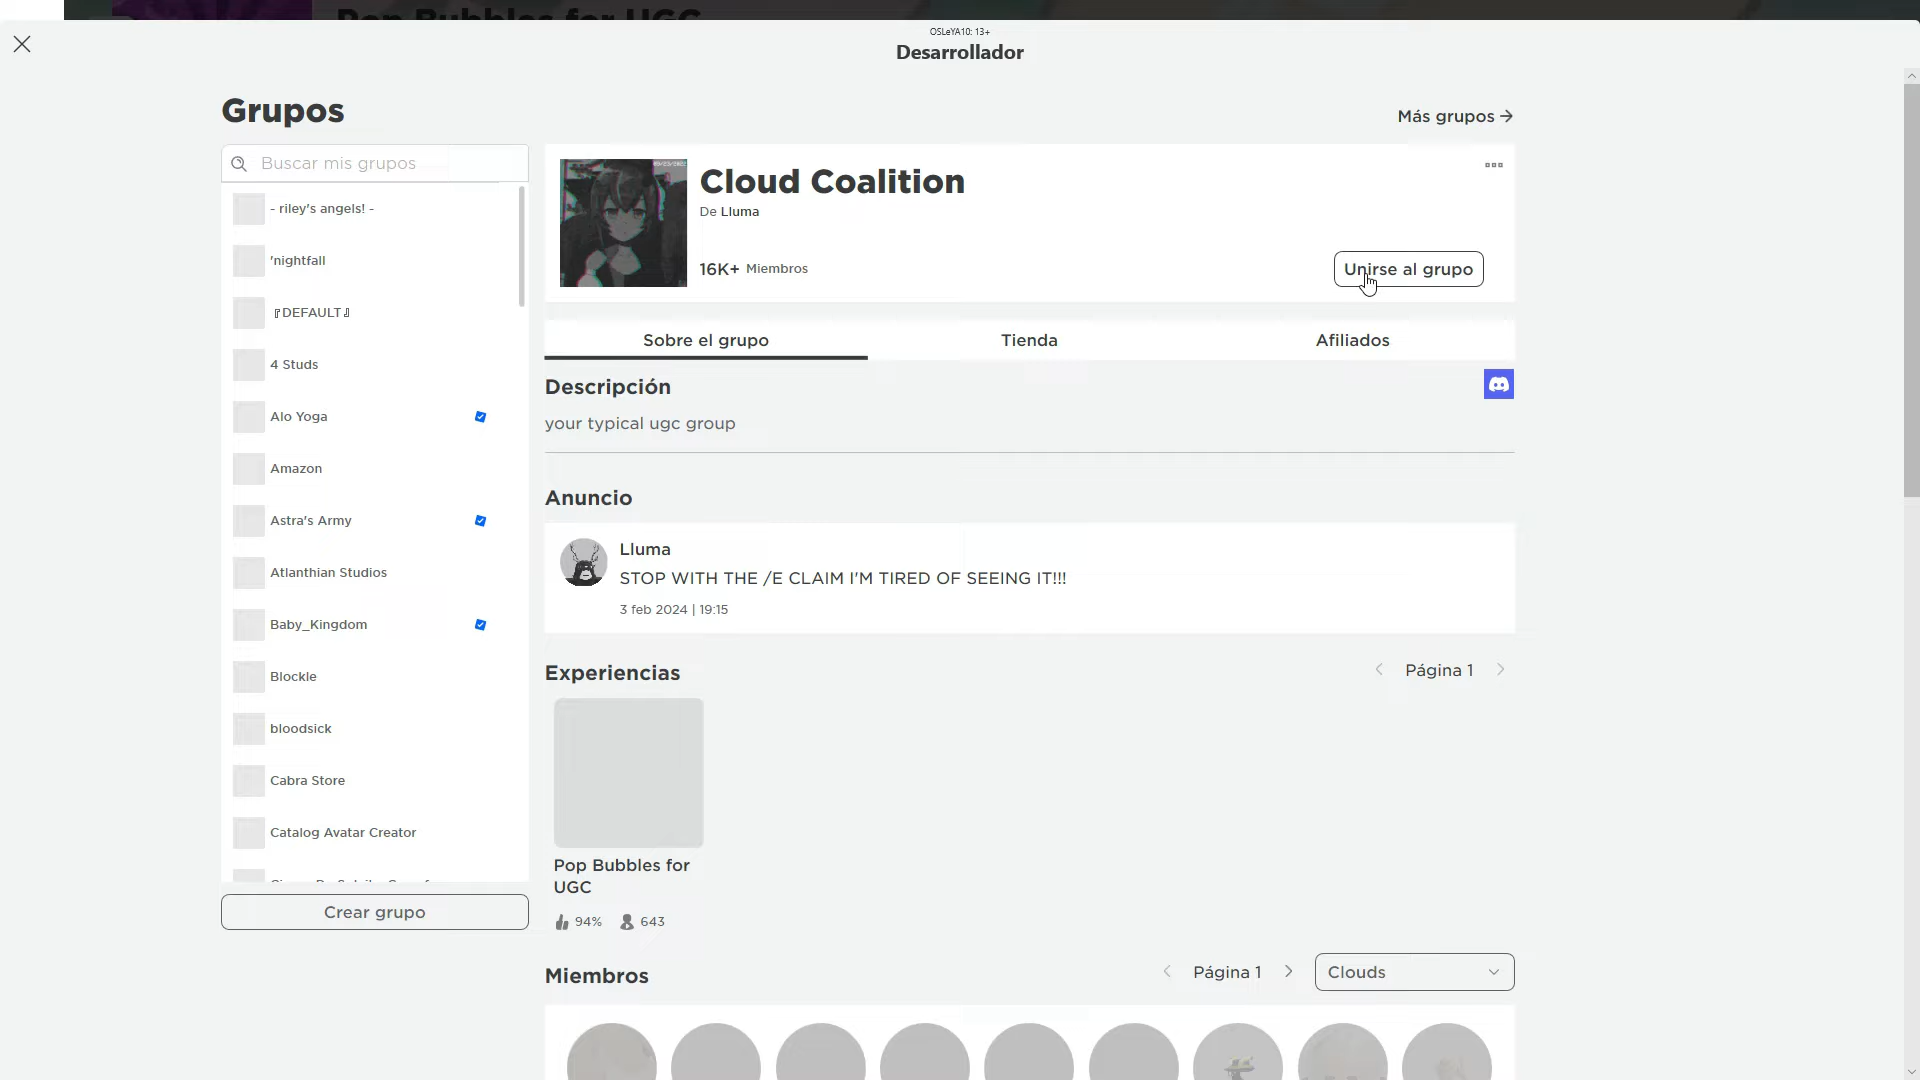 Pop Bubbles for UGC
OSLeYA10: 13+
Desarrollador
Grupos
Más grupos
Buscar mis grupos
- riley's angels! -
'nightfall
『DEFAULT』
4 Studs
Alo Yoga
Amazon
Astra's Army
Atlanthian Studios
Baby_Kingdom
Blockle
bloodsick
Cabra Store
Catalog Avatar Creator
Crear grupo
Cloud Coalition
De Lluma
16K+ Miembros
Unirse al grupo
Sobre el grupo
Tienda
Afiliados
Descripción
your typical ugc group
Anuncio
Lluma
STOP WITH THE /E CLAIM I'M TIRED OF SEEING IT!!!
3 feb 2024 | 19:15
Experiencias
Página 1
Pop Bubbles for
UGC
94% 643
Miembros
Página 1
Clouds